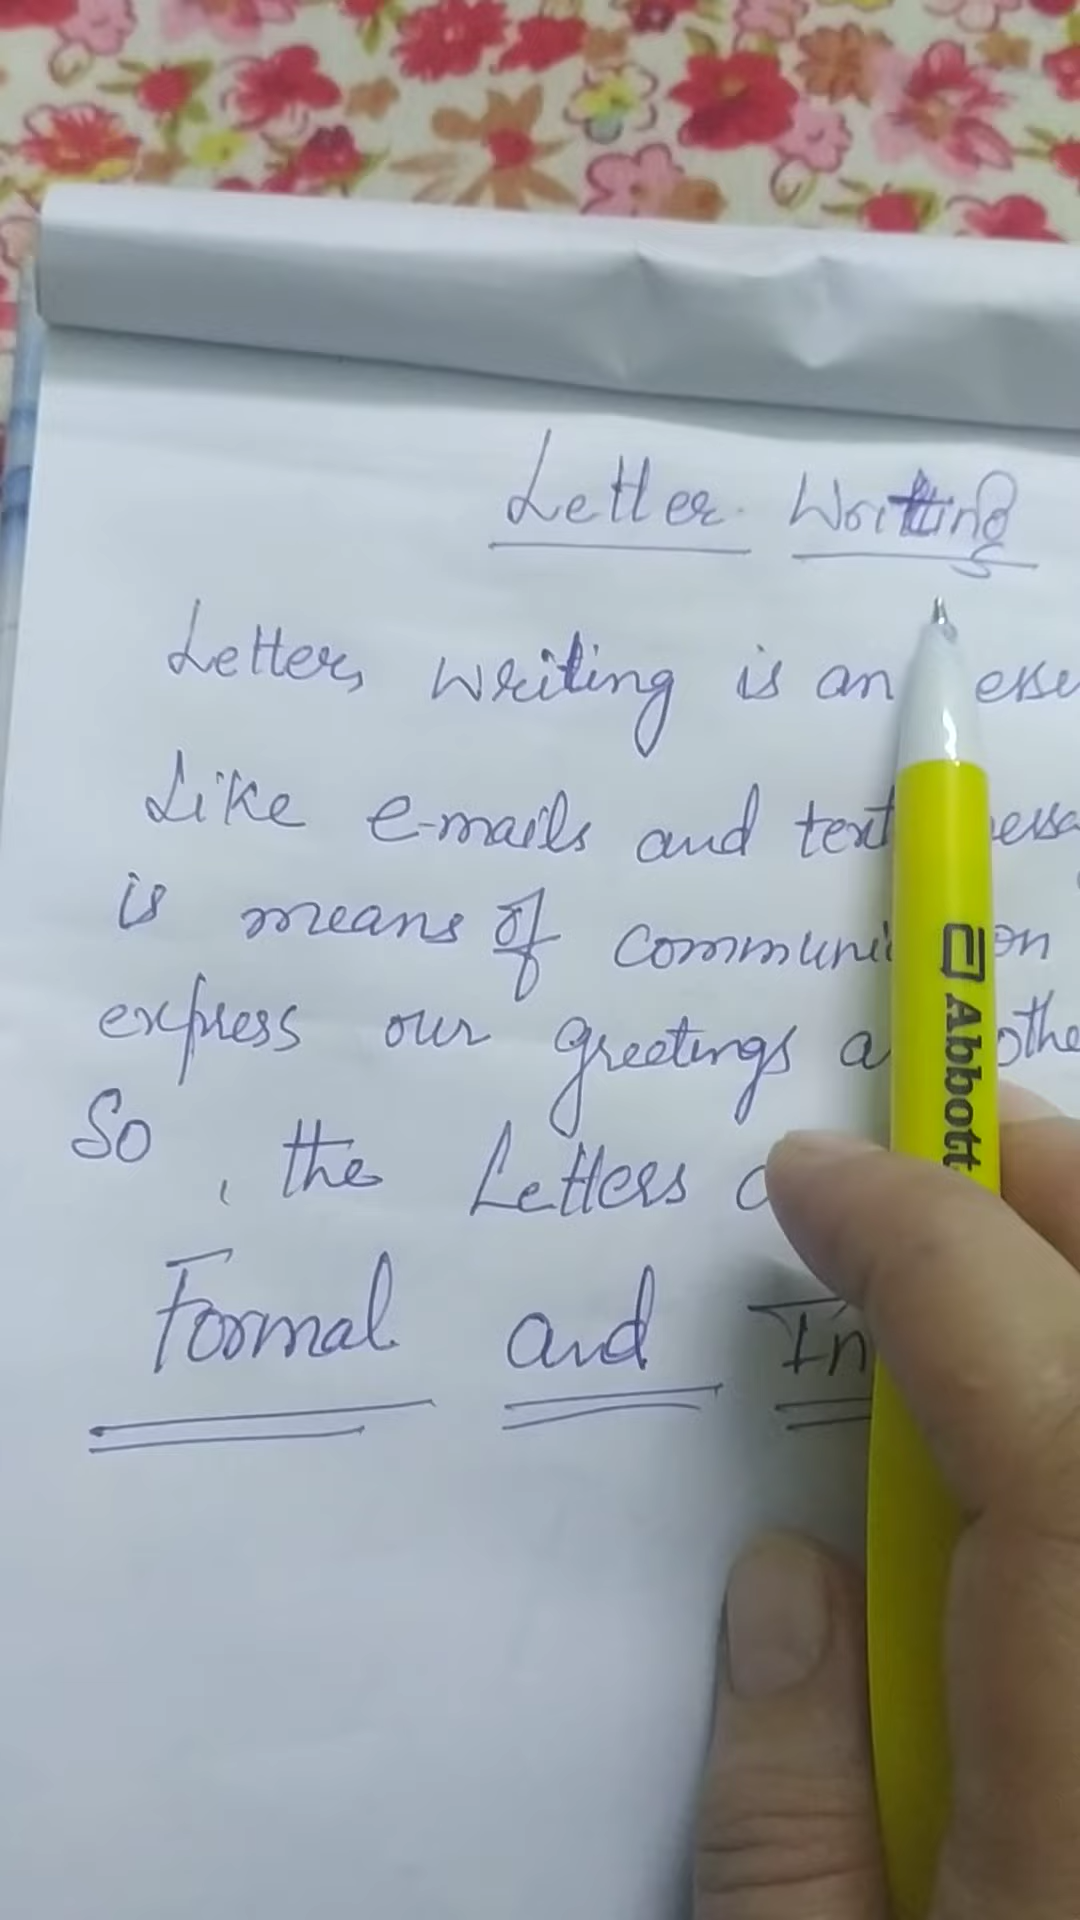 Letter Writing
Letter writing is an
Like e-mails and text
is means of
express our greetings
So, the Letters
Formal and
Abbott